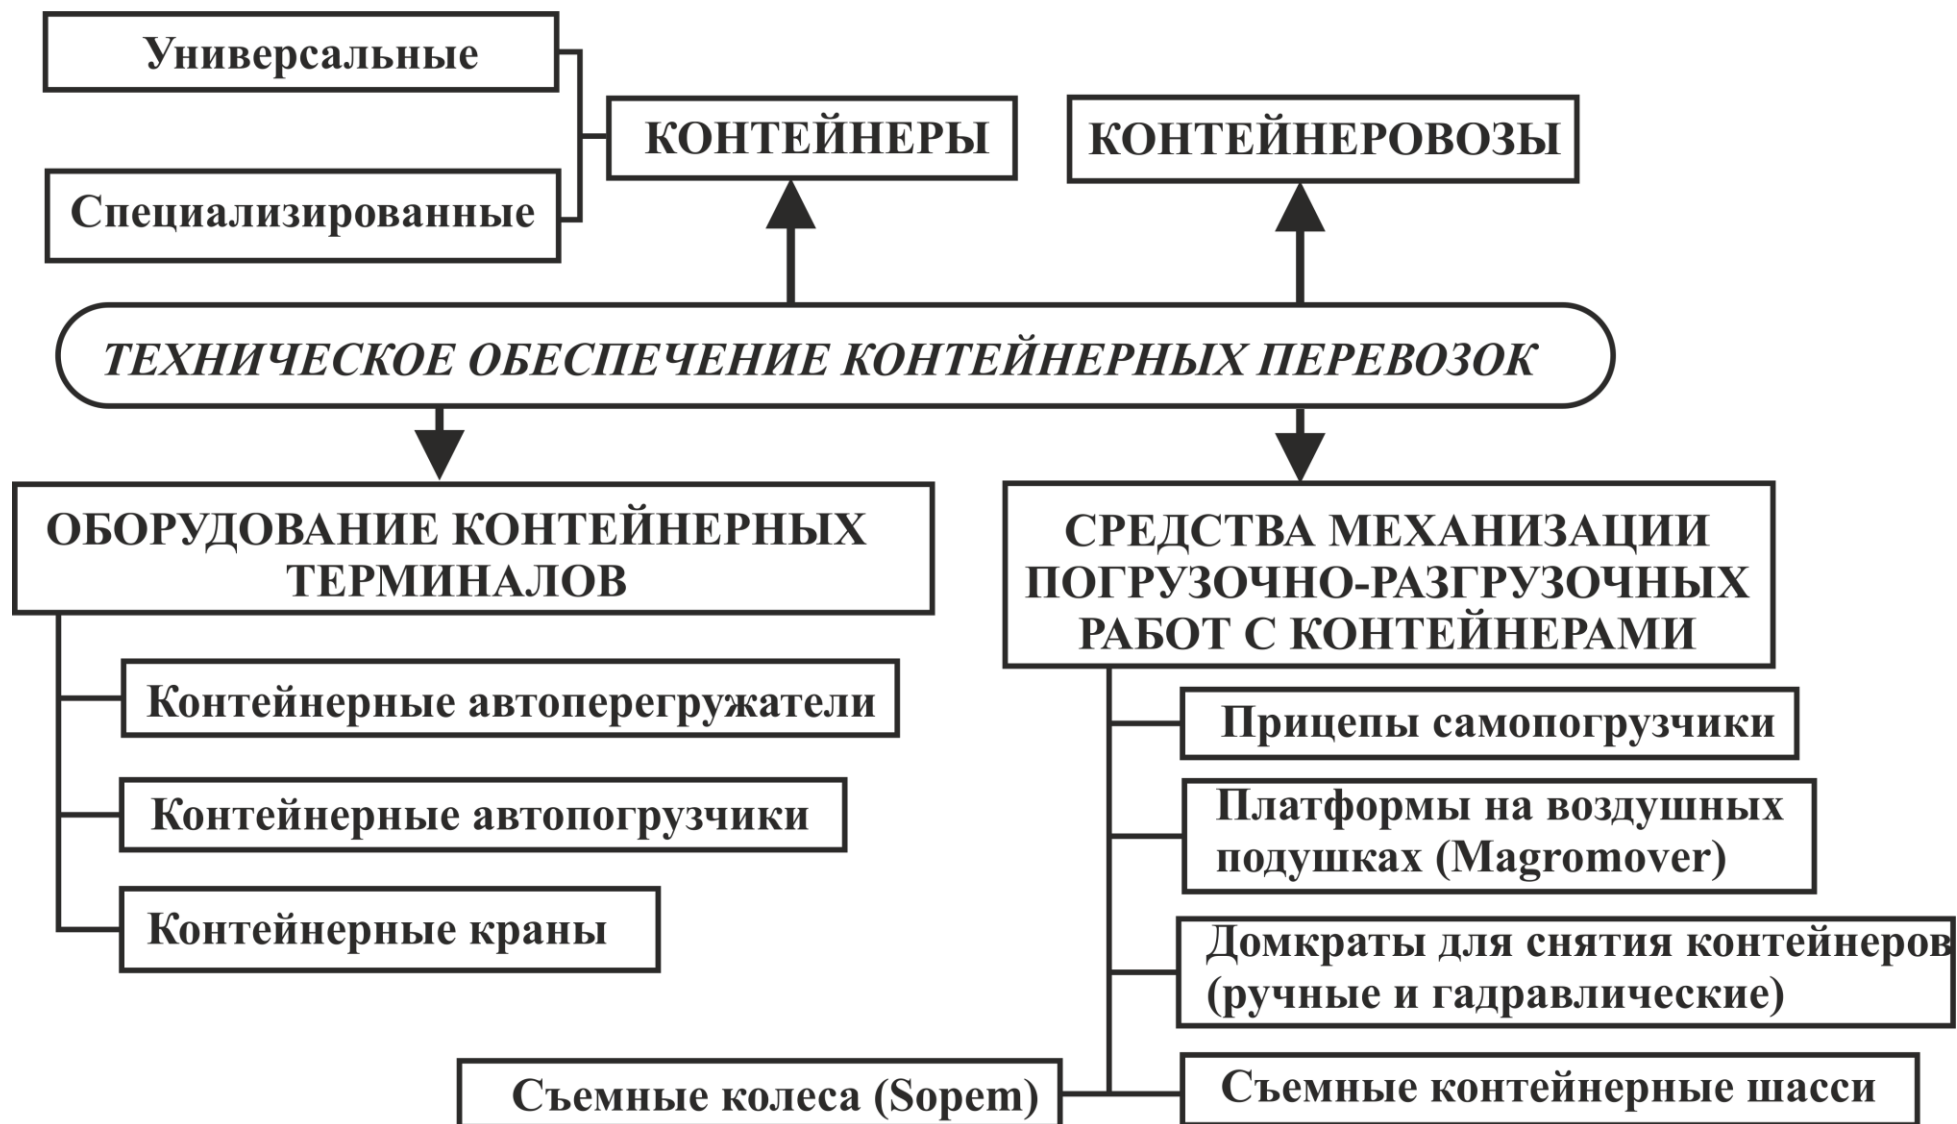 Универсальные
КОНТЕЙНЕРЫ
КОНТЕЙНЕРОВОЗЫ
Специализированные
ТЕХНИЧЕСКОЕ ОБЕСПЕЧЕНИЕ КОНТЕЙНЕРНЫХ ПЕРЕВОЗОК
ОБОРУДОВАНИЕ КОНТЕЙНЕРНЫХ
ТЕРМИНАЛОВ
Контейнерные автоперегружатели
Контейнерные автопогрузчики
Контейнерные краны
СРЕДСТВА МЕХАНИЗАЦИИ
ПОГРУЗОЧНО-РАЗГРУЗОЧНЫХ
РАБОТ С КОНТЕЙНЕРАМИ
Прицепы самопогрузчики
Платформы на воздушных
подушках (Magromover)
Домкраты для снятия контейнеров
(ручные и гадравлические)
Съемные контейнерные шасси
Съемные колеса (Sopem)